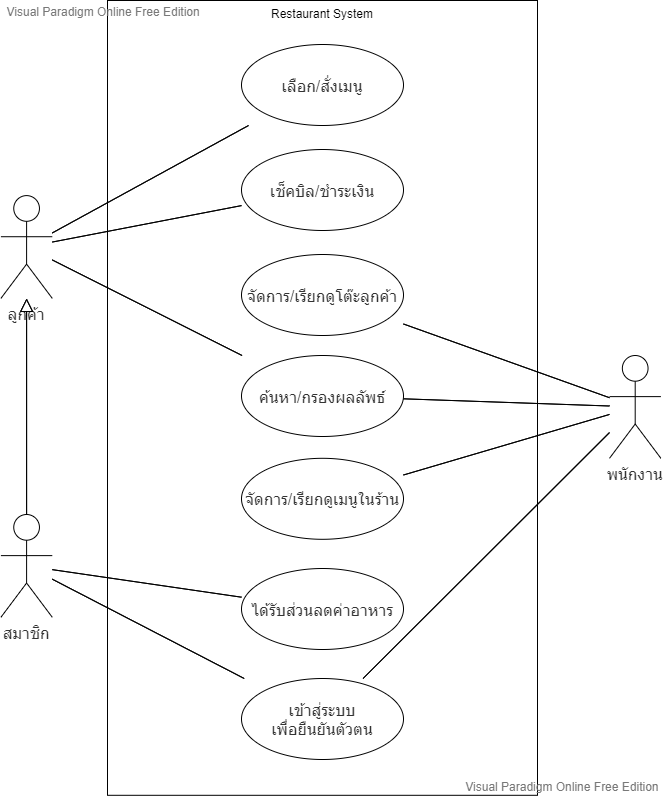 Visual Paradigm Online Free Edition
Restaurant System
เลือก/สั่งเมนู
เช็คบิล/ชำระเงิน
จัดการ/เรียกดูโต๊ะลูกค้า
ลูกค้า
ค้นหา/กรองผลลัพธ์
พนักงาน
จัดการ/เรียกดูเมนูในร้าน
ได้รับส่วนลดค่าอาหาร
สมาชิก
เข้าสู่ระบบ
เพื่อยืนยันตัวตน
Visual Paradigm Online Free Edition